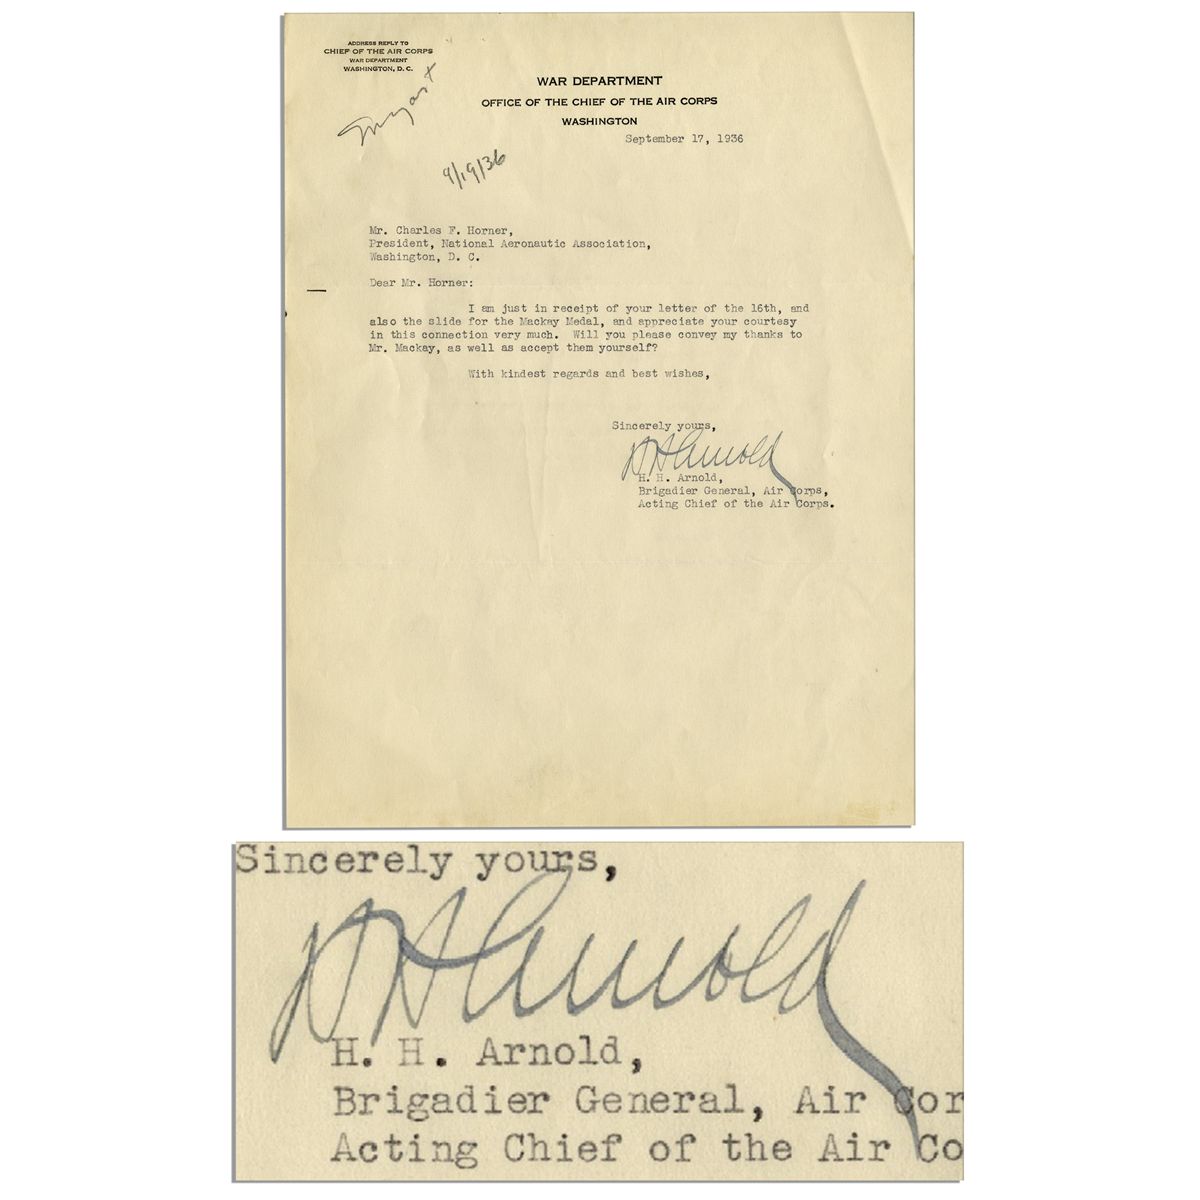 ADDRESS REPLY TO
CHIEF OF THE AIR CORPS
WAR DEPARTMENT
WASHINGTON, D. C.
WAR DEPARTMENT
OFFICE OF THE CHIEF OF THE AIR CORPS
WASHINGTON
September 17, 1936
9/19/36
Mr. Charles F. Horner,
President, National Aeronautic Association,
Washington, D. C.
Dear Mr. Horner:
I am just in receipt of your letter of the 16th, and
also the slide for the Mackay Medal, and appreciate your courtesy
in this connection very much. Will you please convey my thanks to
Mr. Mackay, as well as accept them yourself?
With kindest regards and best wishes,
Sincerely yours,
H H Arnold
H. H. Arnold,
Brigadier General, Air Corps,
Acting Chief of the Air Corps.
Sincerely yours,
H H Arnold
H. H. Arnold,
Brigadier General, Air Cor
Acting Chief of the Air Co